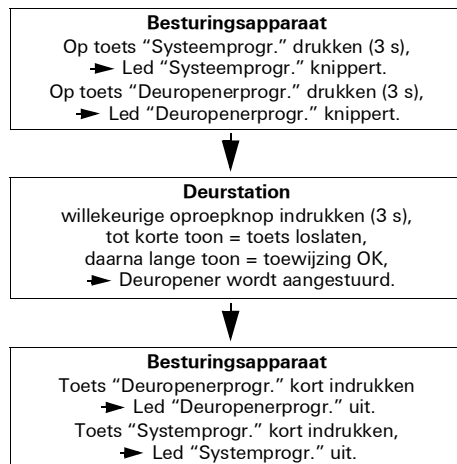 Besturingsapparaat
Op toets “Systeemprogr.” drukken (3 s),
Led “Systeemprogr.” knippert.
Op toets “Deuropenerprogr.” drukken (3 s),
Led “Deuropenerprogr.” knippert.
Deurstation
willekeurige oproepknop indrukken (3 s),
tot korte toon = toets loslaten,
daarna lange toon = toewijzing OK,
Deuropener wordt aangestuurd.
Besturingsapparaat
Toets “Deuropenerprogr.” kort indrukken
Led “Deuropenerprogr.” uit.
Toets “Systemprogr.” kort indrukken,
Led “Systemprogr.” uit.